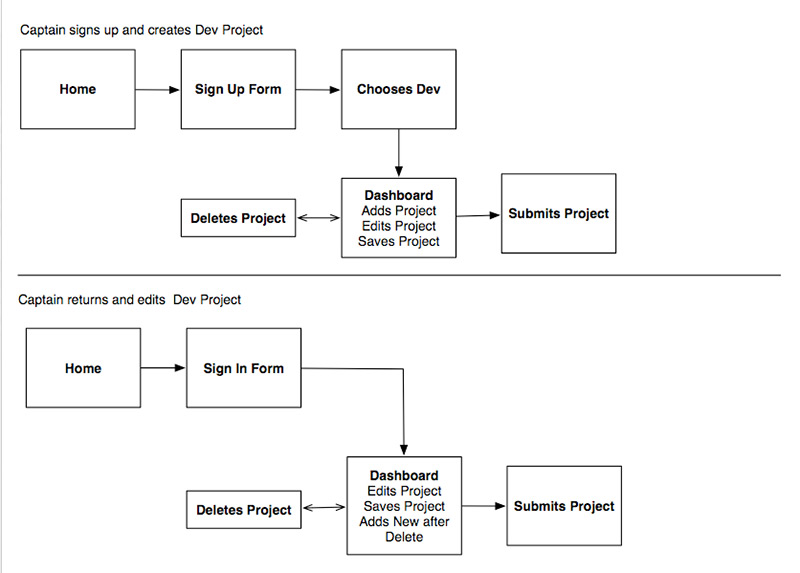 Captain signs up and creates Dev Project
Home
Sign Up Form
Chooses Dev
Deletes Project
Dashboard
Adds Project
Edits Project
Saves Project
Submits Project
Captain returns and edits Dev Project
Home
Sign In Form
Deletes Project
Dashboard
Edits Project
Saves Project
Adds New after
Delete
Submits Project